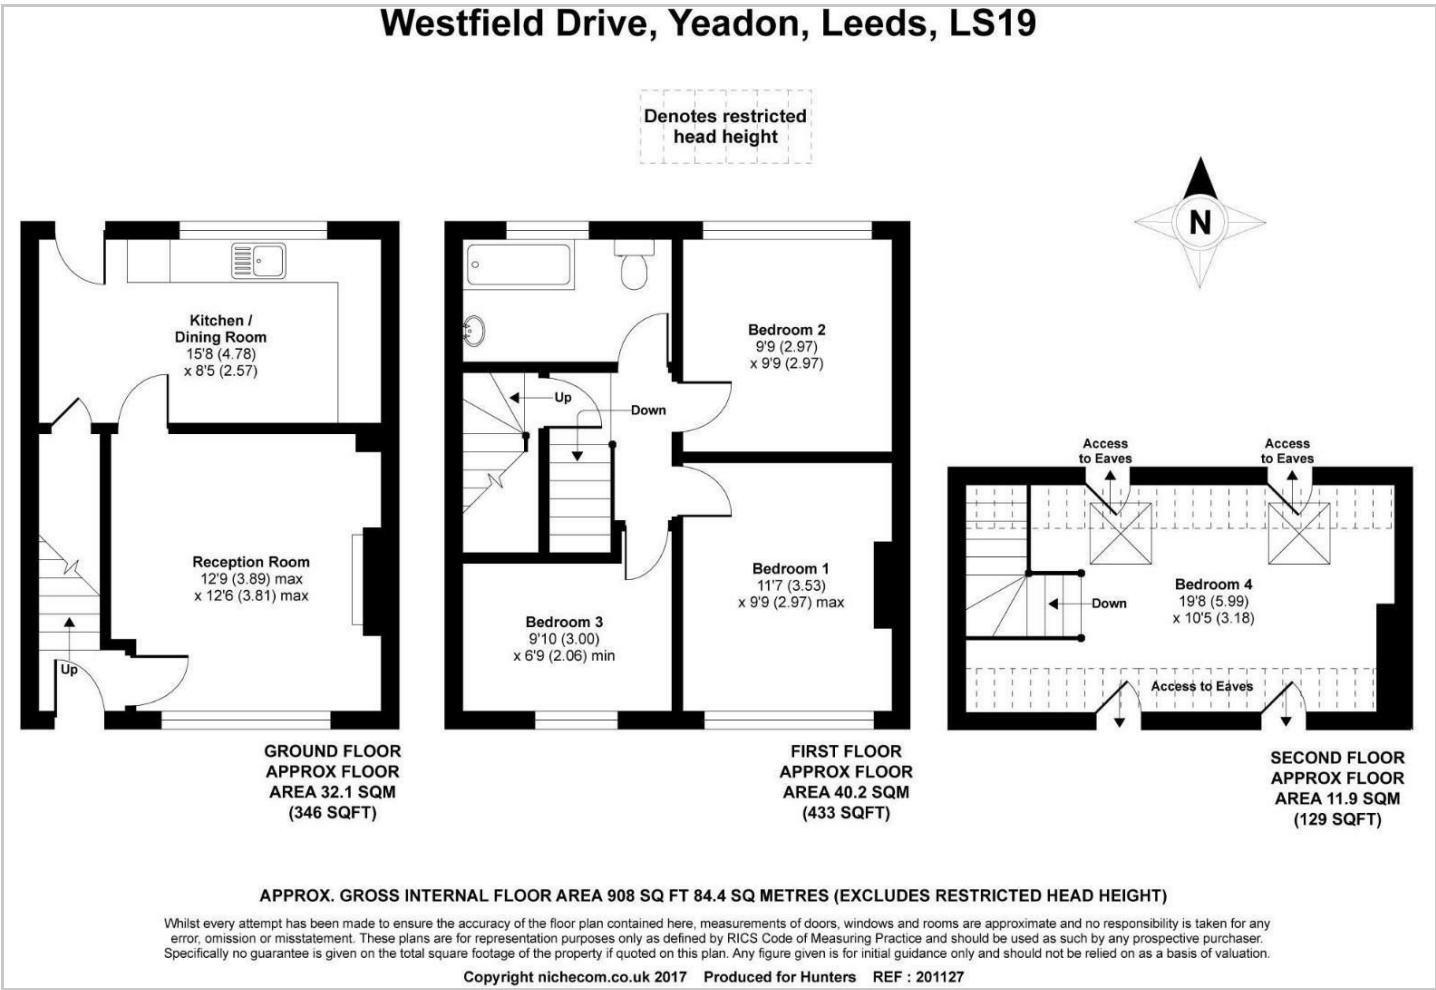 Westfield Drive, Yeadon, Leeds, LS19
Denotes restricted
head height
N
Kitchen /
Dining Room
15'8 (4.78)
x 8'5 (2.57)
Reception Room
12'9 (3.89) max
x 12'6 (3.81) max
Up
GROUND FLOOR
APPROX FLOOR
AREA 32.1 SQM
(346 SQFT)
Bedroom 2
9'9 (2.97)
x 9'9 (2.97)
Up
Down
Bedroom 1
11'7 (3.53)
x 9'9 (2.97) max
Bedroom 3
9'10 (3.00)
x 6'9 (2.06) min
FIRST FLOOR
APPROX FLOOR
AREA 40.2 SQM
(433 SQFT)
Access
to Eaves
Access
to Eaves
Bedroom 4
19'8 (5.99)
x 10'5 (3.18)
Down
Access to Eaves
SECOND FLOOR
APPROX FLOOR
AREA 11.9 SQM
(129 SQFT)
APPROX. GROSS INTERNAL FLOOR AREA 908 SQ FT 84.4 SQ METRES (EXCLUDES RESTRICTED HEAD HEIGHT)
Whilst every attempt has been made to ensure the accuracy of the floor plan contained here, measurements of doors, windows and rooms are approximate and no responsibility is taken for any
error, omission or misstatement. These plans are for representation purposes only as defined by RICS Code of Measuring Practice and should be used as such by any prospective purchaser.
Specifically no guarantee is given on the total square footage of the property if quoted on this plan. Any figure given is for initial guidance only and should not be relied on as a basis of valuation.
Copyright nichecom.co.uk 2017 Produced for Hunters REF : 201127